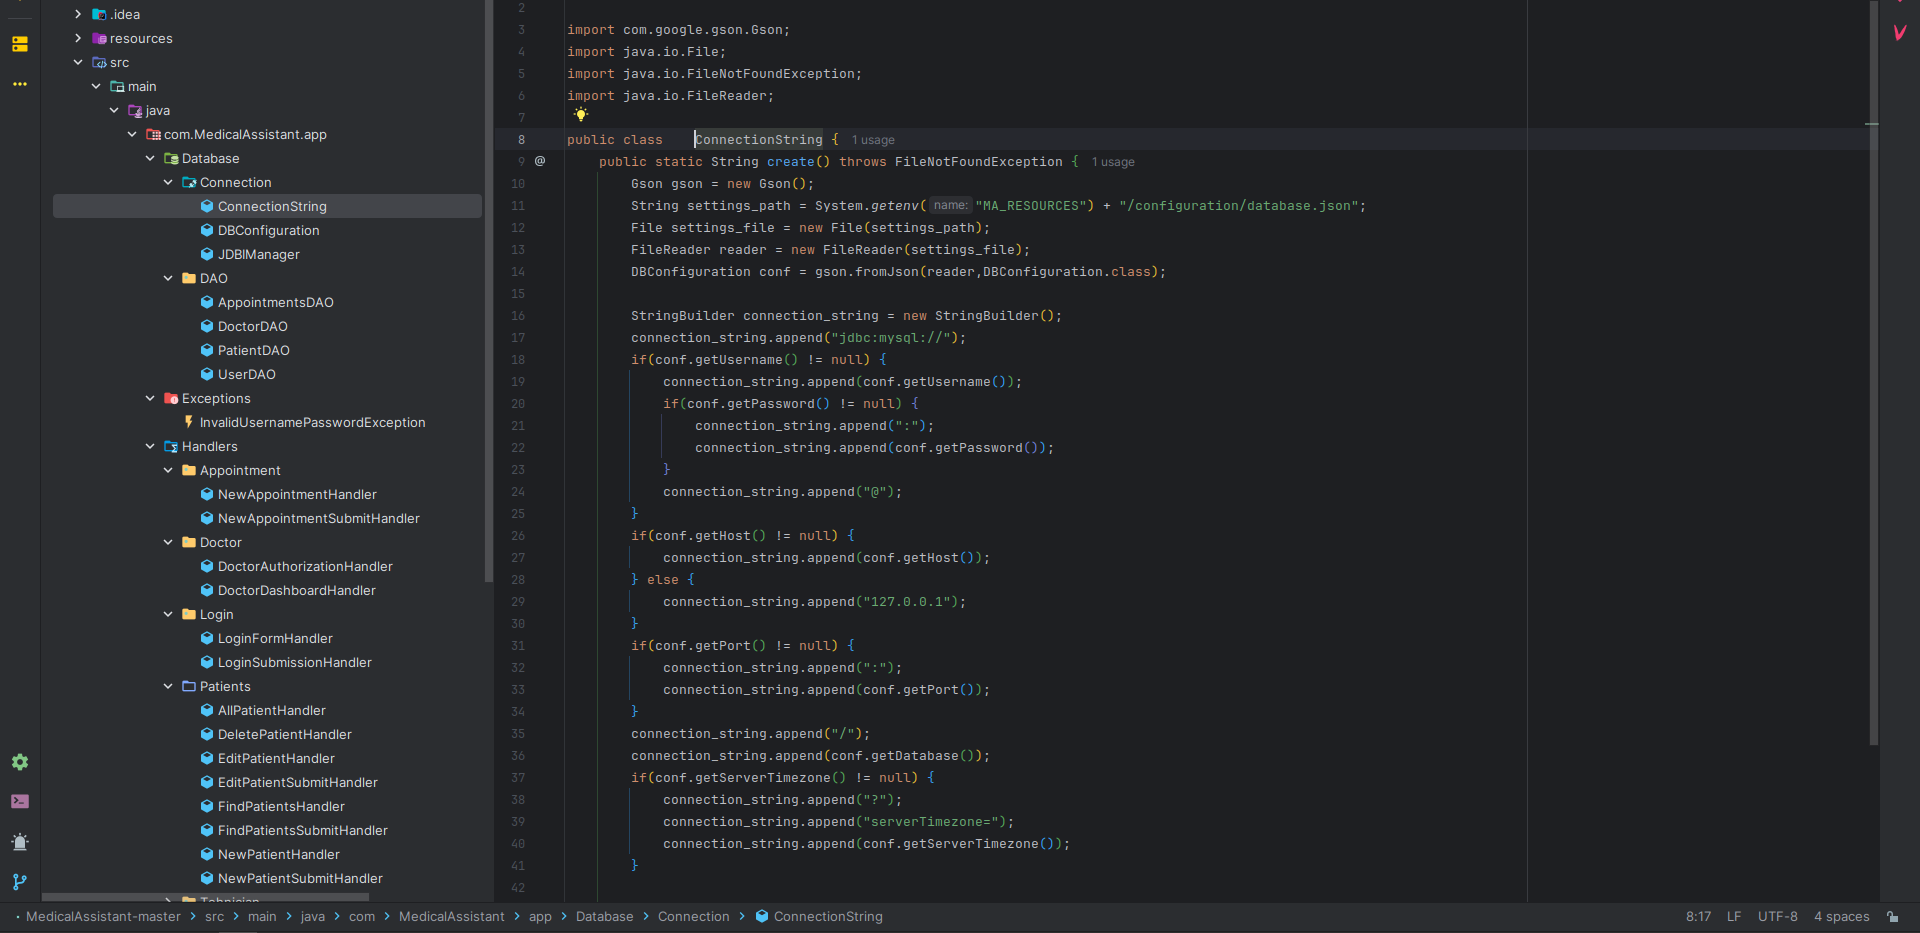 .idea
resources
src
main
java
com.MedicalAssistant.app
Database
Connection
ConnectionString
DBConfiguration
JDBIManager
DAO
AppointmentsDAO
DoctorDAO
PatientDAO
UserDAO
Exceptions
InvalidUsernamePasswordException
Handlers
Appointment
NewAppointmentHandler
NewAppointmentSubmitHandler
Doctor
DoctorAuthorizationHandler
DoctorDashboardHandler
Login
LoginFormHandler
LoginSubmissionHandler
Patients
AllPatientHandler
DeletePatientHandler
EditPatientHandler
EditPatientSubmitHandler
FindPatientsHandler
FindPatientsSubmitHandler
NewPatientHandler
NewPatientSubmitHandler
2
3 import com.google.gson.Gson;
4 import java.io.File;
5 import java.io.FileNotFoundException;
6 import java.io.FileReader;
7
8 public class    ConnectionString { 1 usage
9 @ public static String create() throws FileNotFoundException { 1 usage
10 Gson gson = new Gson();
11 String settings_path = System.getenv( name: "MA_RESOURCES") + "/configuration/database.json";
12 File settings_file = new File(settings_path);
13 FileReader reader = new FileReader(settings_file);
14 DBConfiguration conf = gson.fromJson(reader,DBConfiguration.class);
15
16 StringBuilder connection_string = new StringBuilder();
17 connection_string.append("jdbc:mysql://");
18 if(conf.getUsername() != null) {
19 connection_string.append(conf.getUsername());
20 if(conf.getPassword() != null) {
21 connection_string.append(":");
22 connection_string.append(conf.getPassword());
23 }
24 connection_string.append("@");
25 }
26 if(conf.getHost() != null) {
27 connection_string.append(conf.getHost());
28 } else {
29 connection_string.append("127.0.0.1");
30 }
31 if(conf.getPort() != null) {
32 connection_string.append(":");
33 connection_string.append(conf.getPort());
34 }
35 connection_string.append("/");
36 connection_string.append(conf.getDatabase());
37 if(conf.getServerTimezone() != null) {
38 connection_string.append("?");
39 connection_string.append("serverTimezone=");
40 connection_string.append(conf.getServerTimezone());
41 }
42
MedicalAssistant-master > src > main > java > com > MedicalAssistant > app > Database > Connection > ConnectionString
8:17 LF UTF-8 4 spaces